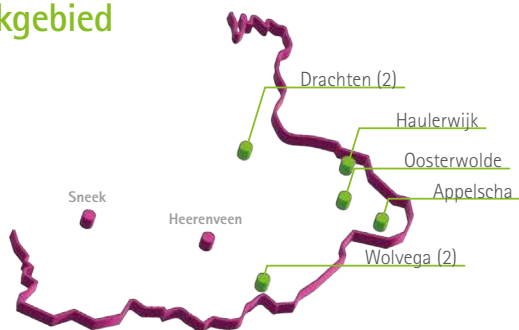 kgebied
Drachten (2)
Haulerwijk
Oosterwolde
Appelscha
Sneek
Heerenveen
Wolvega (2)